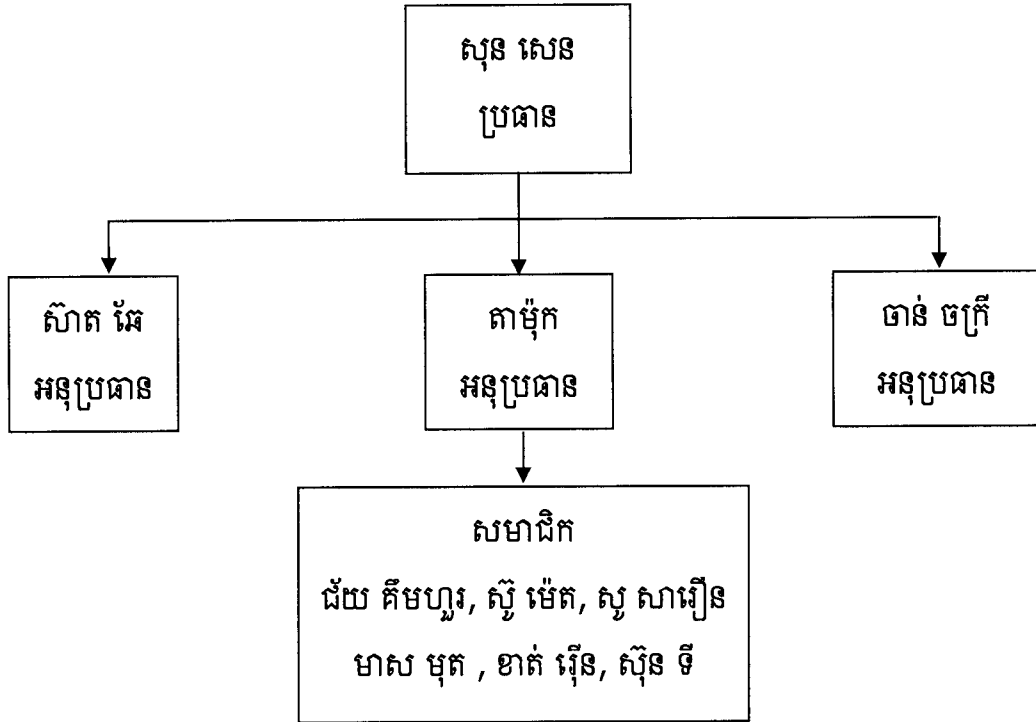 សុន សេន
ប្រធាន
ស៊ាត ឆែ
អនុប្រធាន
តាម៉ុក
អនុប្រធាន
ចាន់ ចក្រី
អនុប្រធាន
សមាជិក
ជ័យ គឹមហួរ, ស៊ូ ម៉េត, សូ សារឿន
មាស មុត , ខាត់ រ៉ើន, ស៊ុន ទី